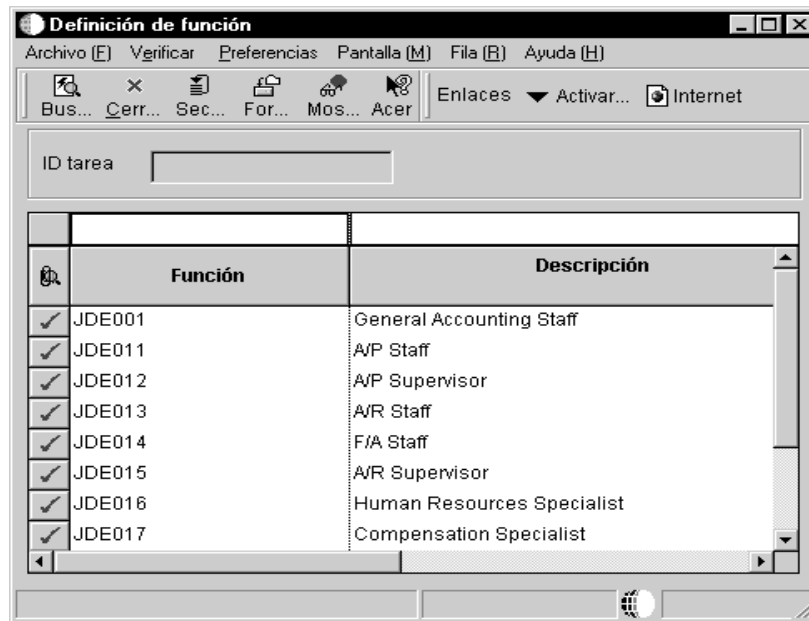 Definición de función
Archivo (F) Verificar Preferencias Pantalla (M) Fila (R) Ayuda (H)
Bus... Cerr... Sec... For... Mos... Acer Enlaces Activar... Internet
ID tarea
Función Descripción
JDE001 General Accounting Staff
JDE011 A/P Staff
JDE012 A/P Supervisor
JDE013 A/R Staff
JDE014 F/A Staff
JDE015 A/R Supervisor
JDE016 Human Resources Specialist
JDE017 Compensation Specialist